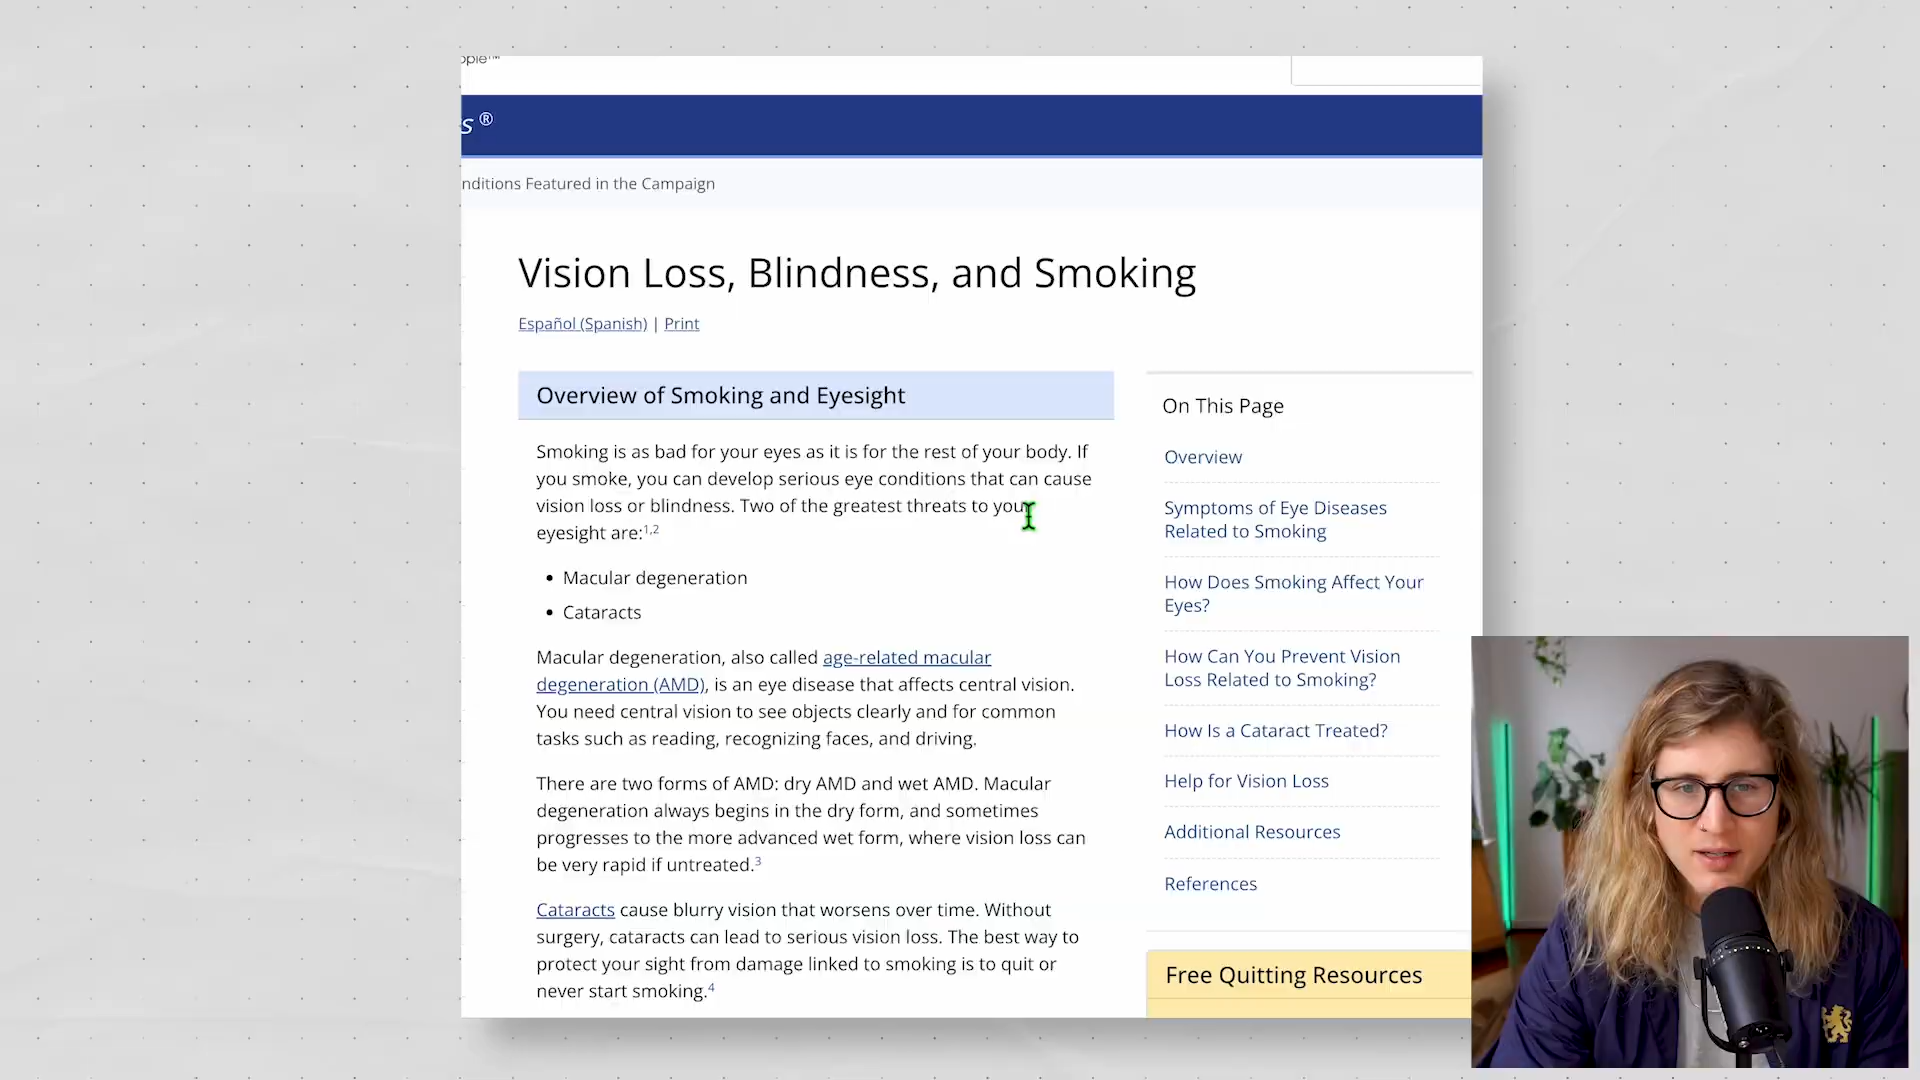 ople™
s ®
nditions Featured in the Campaign
Vision Loss, Blindness, and Smoking
Español (Spanish) | Print
Overview of Smoking and Eyesight
Smoking is as bad for your eyes as it is for the rest of your body. If
you smoke, you can develop serious eye conditions that can cause
vision loss or blindness. Two of the greatest threats to your
eyesight are:1,2
• Macular degeneration
• Cataracts
Macular degeneration, also called age-related macular
degeneration (AMD), is an eye disease that affects central vision.
You need central vision to see objects clearly and for common
tasks such as reading, recognizing faces, and driving.
There are two forms of AMD: dry AMD and wet AMD. Macular
degeneration always begins in the dry form, and sometimes
progresses to the more advanced wet form, where vision loss can
be very rapid if untreated.3
Cataracts cause blurry vision that worsens over time. Without
surgery, cataracts can lead to serious vision loss. The best way to
protect your sight from damage linked to smoking is to quit or
never start smoking.4
On This Page
Overview
Symptoms of Eye Diseases
Related to Smoking
How Does Smoking Affect Your
Eyes?
How Can You Prevent Vision
Loss Related to Smoking?
How Is a Cataract Treated?
Help for Vision Loss
Additional Resources
References
Free Quitting Resources